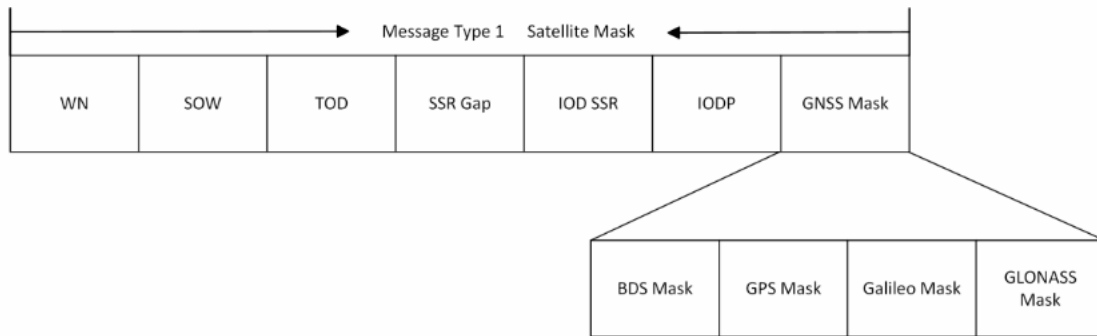 Message Type 1 Satellite Mask
WN SOW TOD SSR Gap IOD SSR IODP GNSS Mask
BDS Mask GPS Mask Galileo Mask GLONASS
Mask